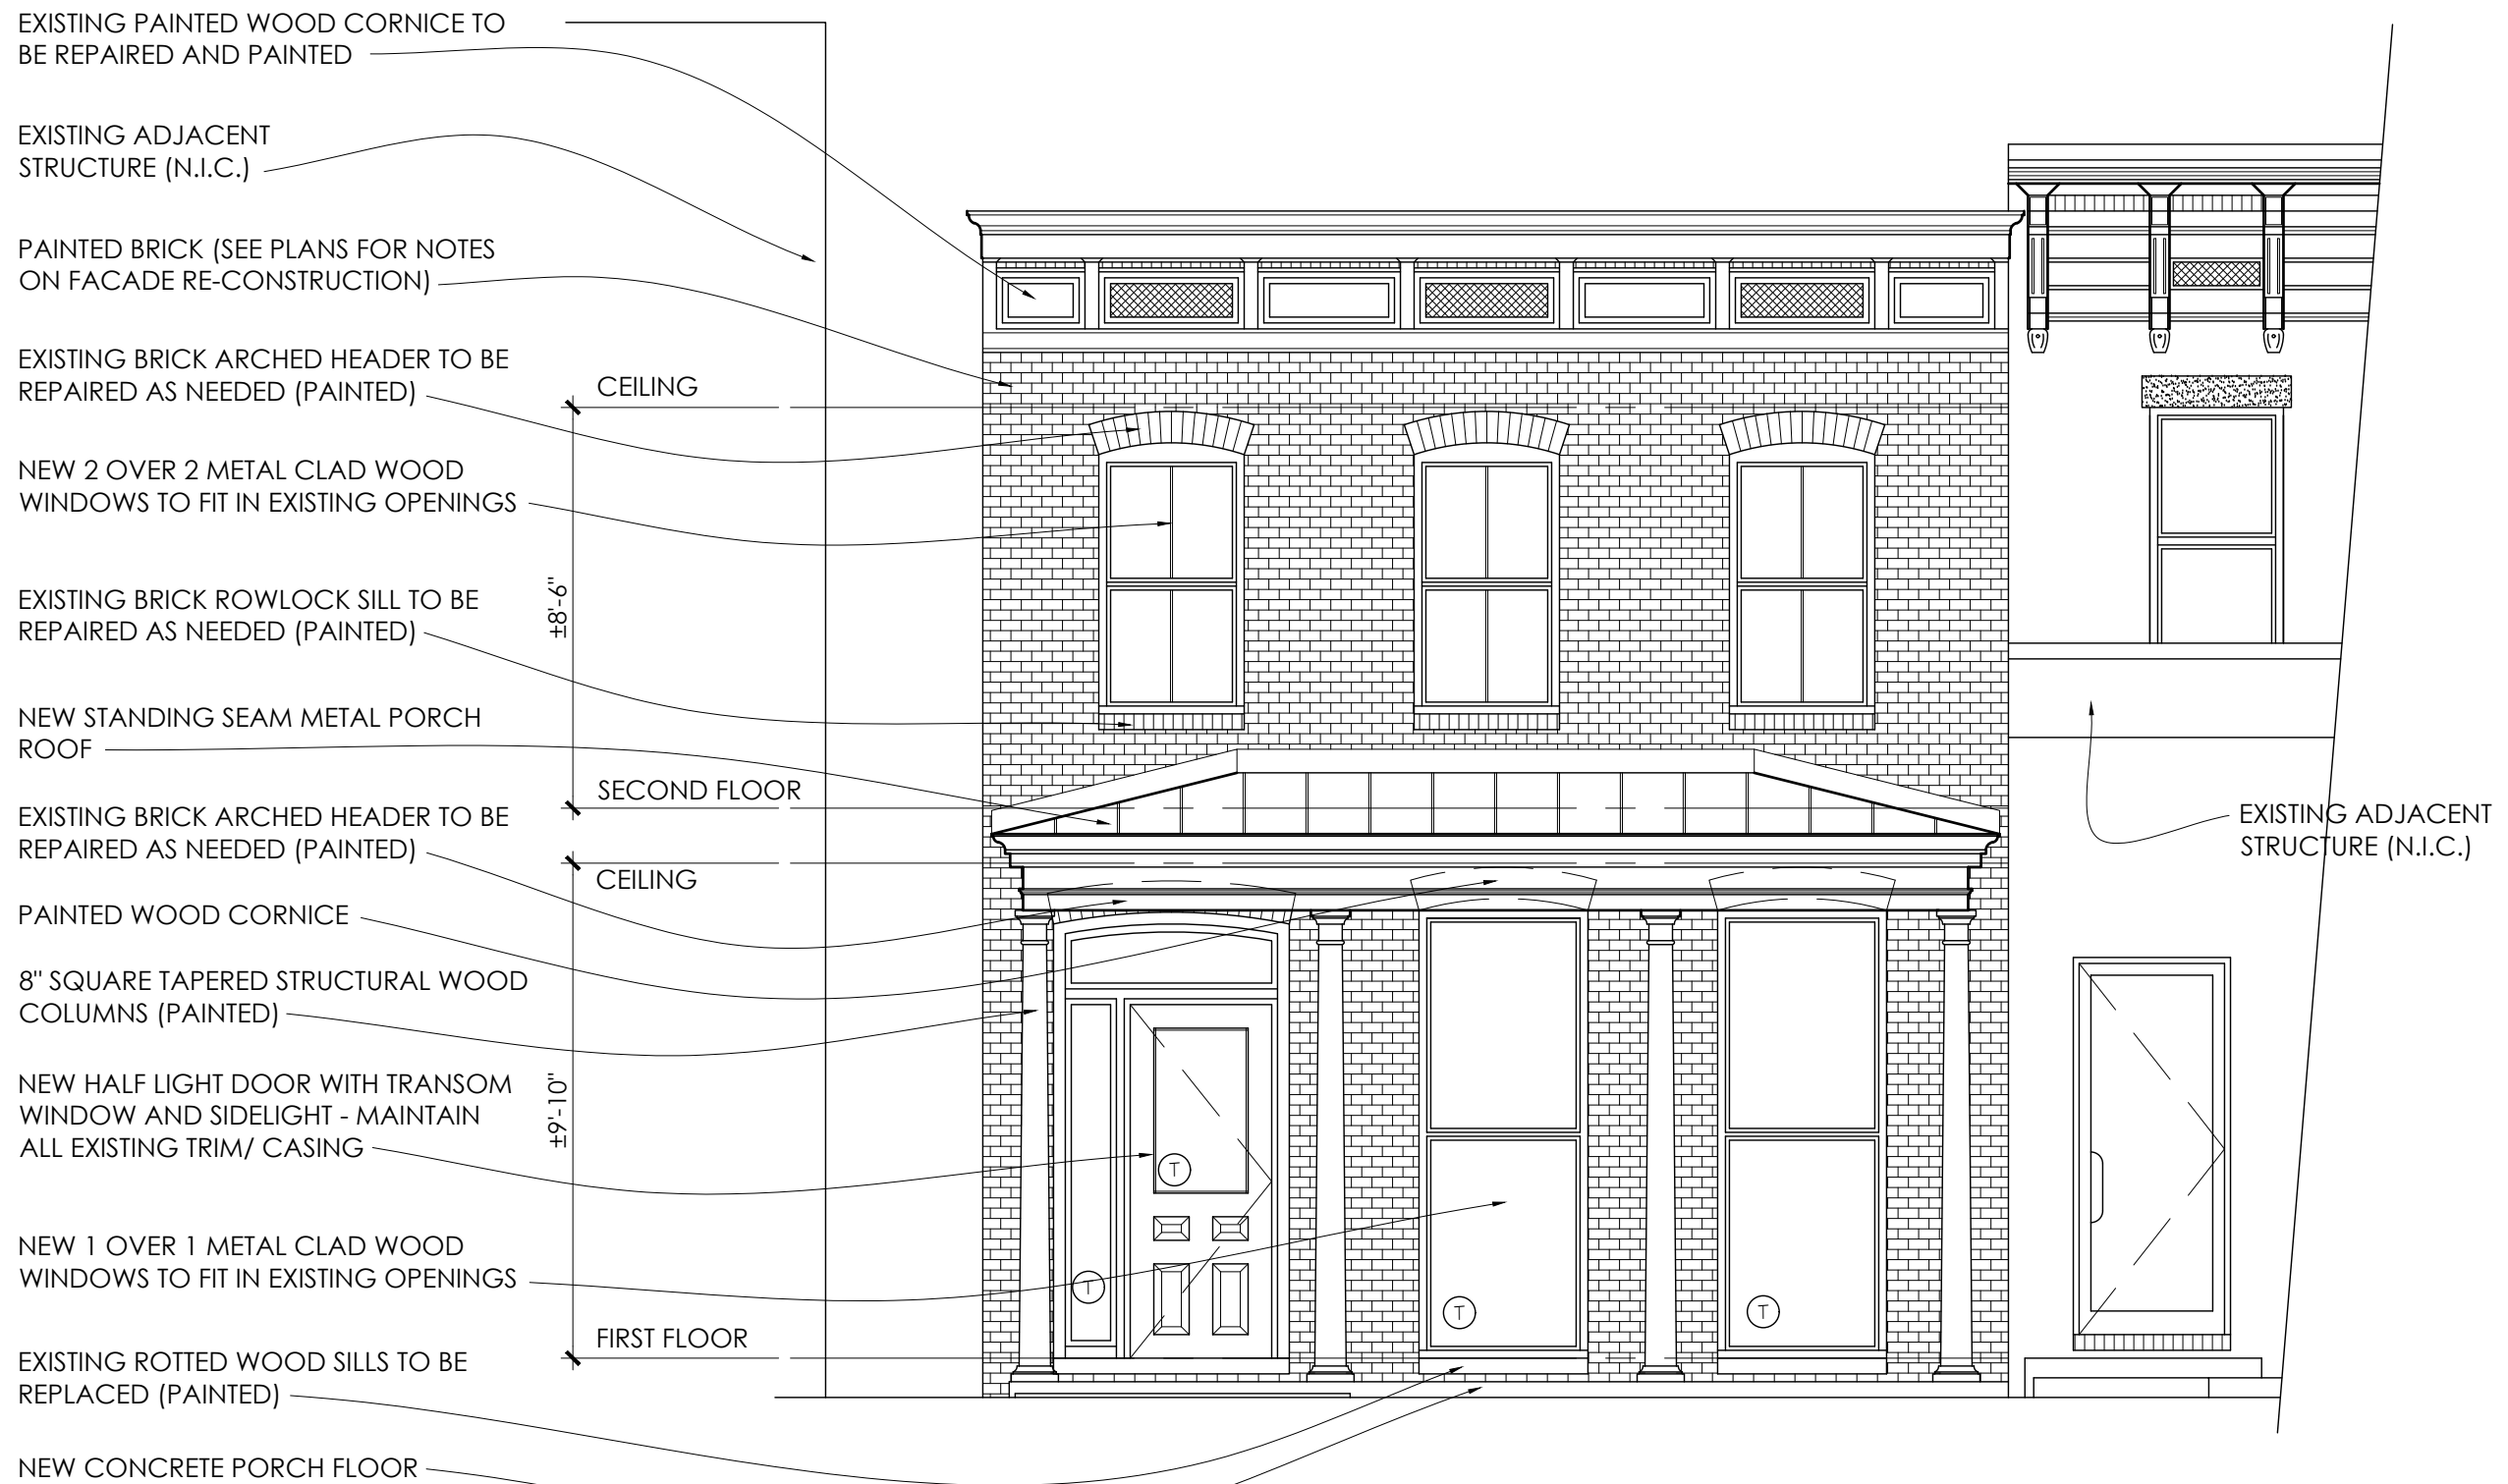 EXISTING PAINTED WOOD CORNICE TO
BE REPAIRED AND PAINTED
EXISTING ADJACENT
STRUCTURE (N.I.C.)
PAINTED BRICK (SEE PLANS FOR NOTES
ON FACADE RE-CONSTRUCTION)
EXISTING BRICK ARCHED HEADER TO BE
REPAIRED AS NEEDED (PAINTED)
NEW 2 OVER 2 METAL CLAD WOOD
WINDOWS TO FIT IN EXISTING OPENINGS
EXISTING BRICK ROWLOCK SILL TO BE
REPAIRED AS NEEDED (PAINTED)
NEW STANDING SEAM METAL PORCH
ROOF
EXISTING BRICK ARCHED HEADER TO BE
REPAIRED AS NEEDED (PAINTED)
PAINTED WOOD CORNICE
8" SQUARE TAPERED STRUCTURAL WOOD
COLUMNS (PAINTED)
NEW HALF LIGHT DOOR WITH TRANSOM
WINDOW AND SIDELIGHT - MAINTAIN
ALL EXISTING TRIM/ CASING
NEW 1 OVER 1 METAL CLAD WOOD
WINDOWS TO FIT IN EXISTING OPENINGS
EXISTING ROTTED WOOD SILLS TO BE
REPLACED (PAINTED)
NEW CONCRETE PORCH FLOOR
CEILING
±8'-6"
SECOND FLOOR
CEILING
±9'-10"
FIRST FLOOR
T
T
T
T
EXISTING ADJACENT
STRUCTURE (N.I.C.)